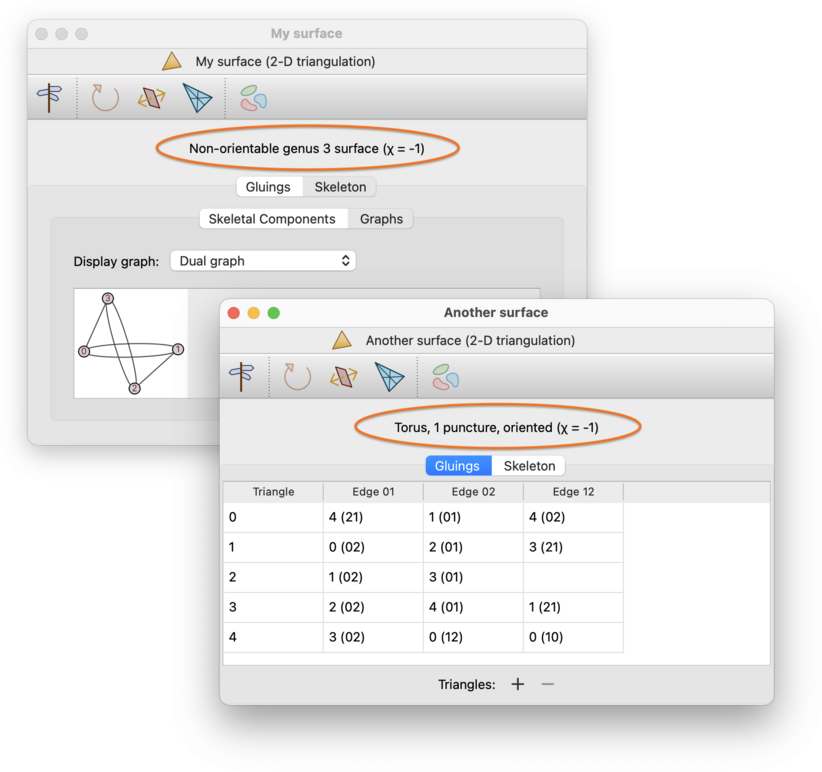 My surface
My surface (2-D triangulation)
Non-orientable genus 3 surface (χ = -1)
Gluings Skeleton
Skeletal Components Graphs
Display graph: Dual graph
3
0 1
2
Another surface
Another surface (2-D triangulation)
Torus, 1 puncture, oriented (χ = -1)
Gluings Skeleton
Triangle Edge 01 Edge 02 Edge 12
0 4 (21) 1 (01) 4 (02)
1 0 (02) 2 (01) 3 (21)
2 1 (02) 3 (01)
3 2 (02) 4 (01) 1 (21)
4 3 (02) 0 (12) 0 (10)
Triangles: + −